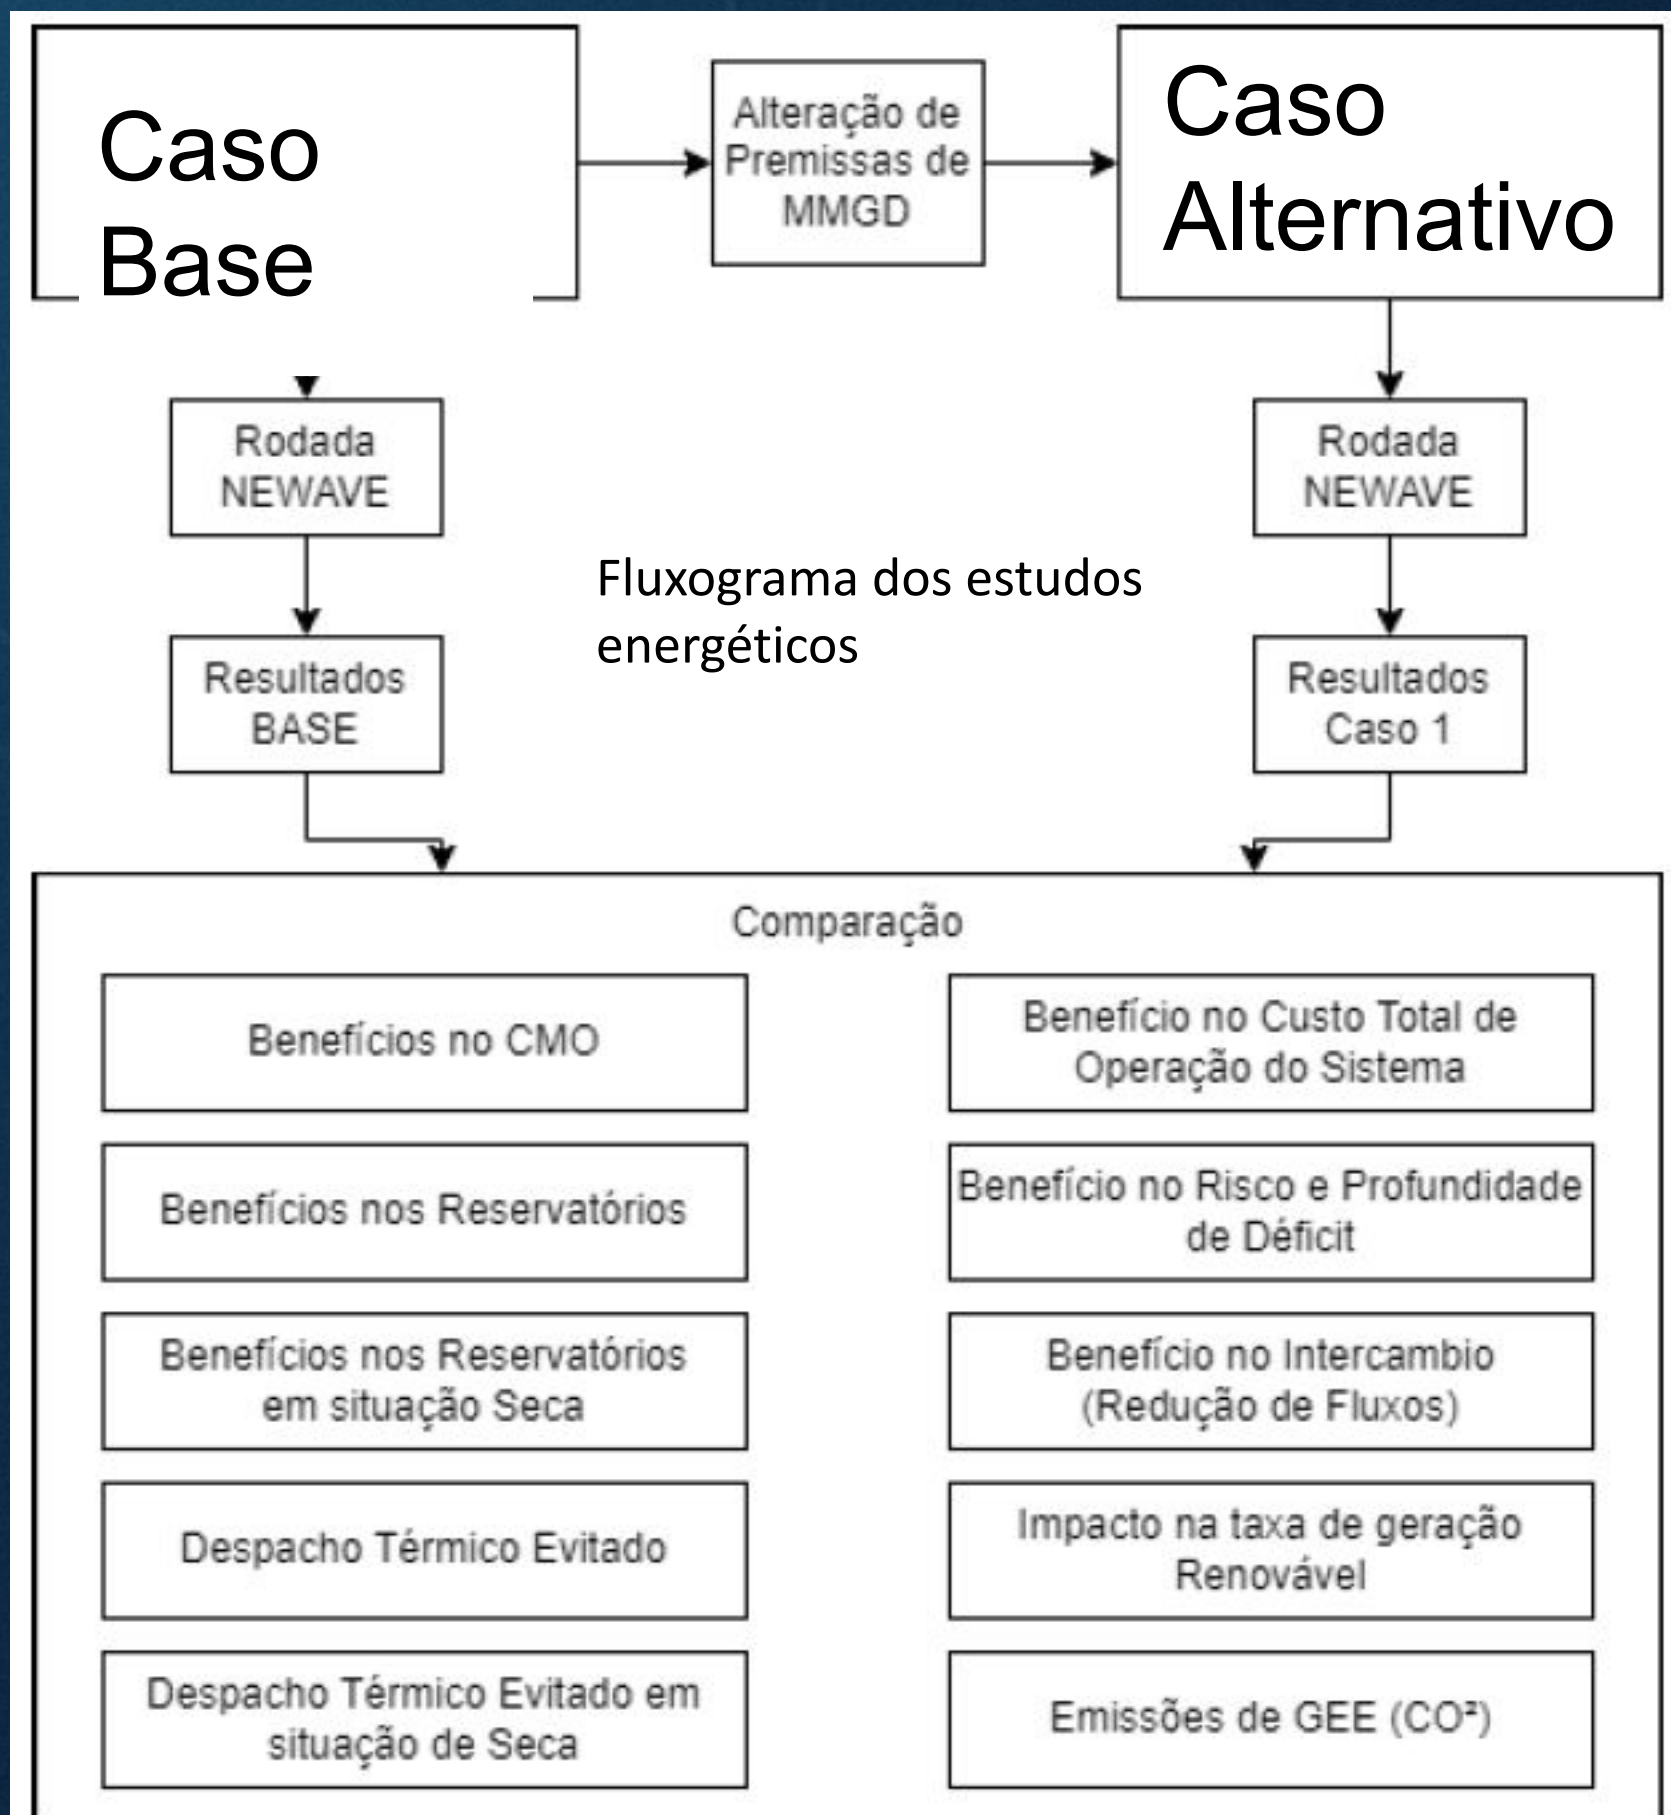 Caso
Base
Alteração de
Premissas de
MMGD
Caso
Alternativo
Rodada
NEWAVE
Rodada
NEWAVE
Fluxograma dos estudos
energéticos
Resultados
BASE
Resultados
Caso 1
Comparação
Benefícios no CMO
Benefício no Custo Total de
Operação do Sistema
Benefícios nos Reservatórios
Benefício no Risco e Profundidade
de Déficit
Benefícios nos Reservatórios
em situação Seca
Benefício no Intercambio
(Redução de Fluxos)
Despacho Térmico Evitado
Impacto na taxa de geração
Renovável
Despacho Térmico Evitado em
situação de Seca
Emissões de GEE (CO²)